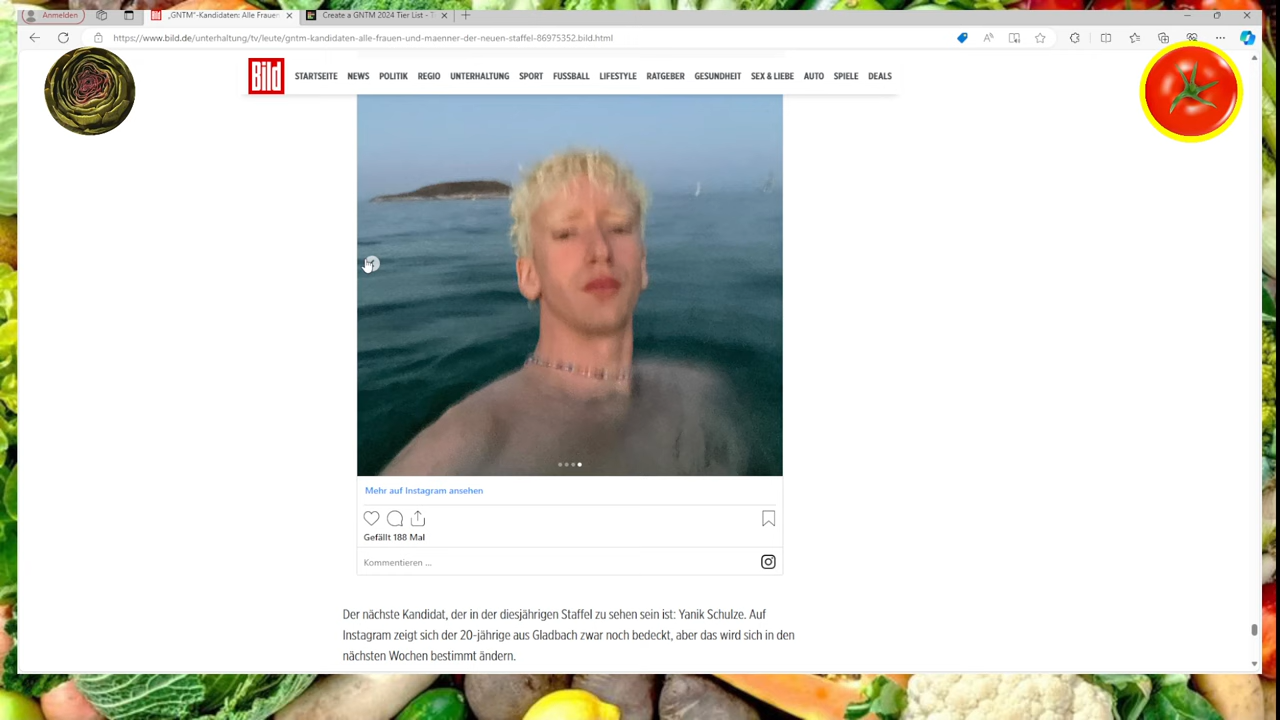 Anmelden
„GNTM"-Kandidaten: Alle Frauen
Create a GNTM 2024 Tier List - T
https://www.bild.de/unterhaltung/tv/leute/gntm-kandidaten-alle-frauen-und-maenner-der-neuen-staffel-86975352.bild.html
Bild
STARTSEITE NEWS POLITIK REGIO UNTERHALTUNG SPORT FUSSBALL LIFESTYLE RATGEBER GESUNDHEIT SEX & LIEBE AUTO SPIELE DEALS
Mehr auf Instagram ansehen
Gefällt 188 Mal
Kommentieren ...
Der nächste Kandidat, der in der diesjährigen Staffel zu sehen sein ist: Yanik Schulze. Auf
Instagram zeigt sich der 20-jährige aus Gladbach zwar noch bedeckt, aber das wird sich in den
nächsten Wochen bestimmt ändern.